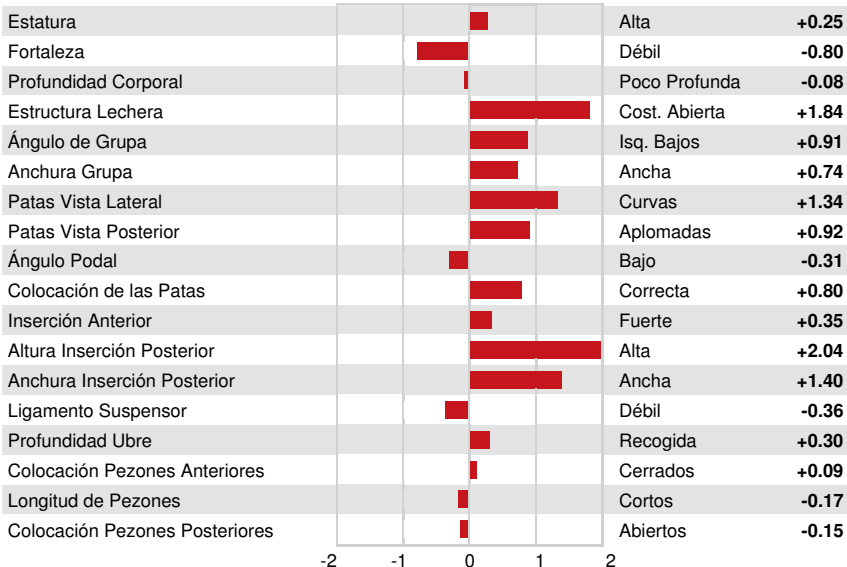 Estatura Alta +0.25
Fortaleza Débil -0.80
Profundidad Corporal Poco Profunda -0.08
Estructura Lechera Cost. Abierta +1.84
Ángulo de Grupa Isq. Bajos +0.91
Anchura Grupa Ancha +0.74
Patas Vista Lateral Curvas +1.34
Patas Vista Posterior Aplomadas +0.92
Ángulo Podal Bajo -0.31
Colocación de las Patas Correcta +0.80
Inserción Anterior Fuerte +0.35
Altura Inserción Posterior Alta +2.04
Anchura Inserción Posterior Ancha +1.40
Ligamento Suspensor Débil -0.36
Profundidad Ubre Recogida +0.30
Colocación Pezones Anteriores Cerrados +0.09
Longitud de Pezones Cortos -0.17
Colocación Pezones Posteriores Abiertos -0.15
-2 -1 0 1 2